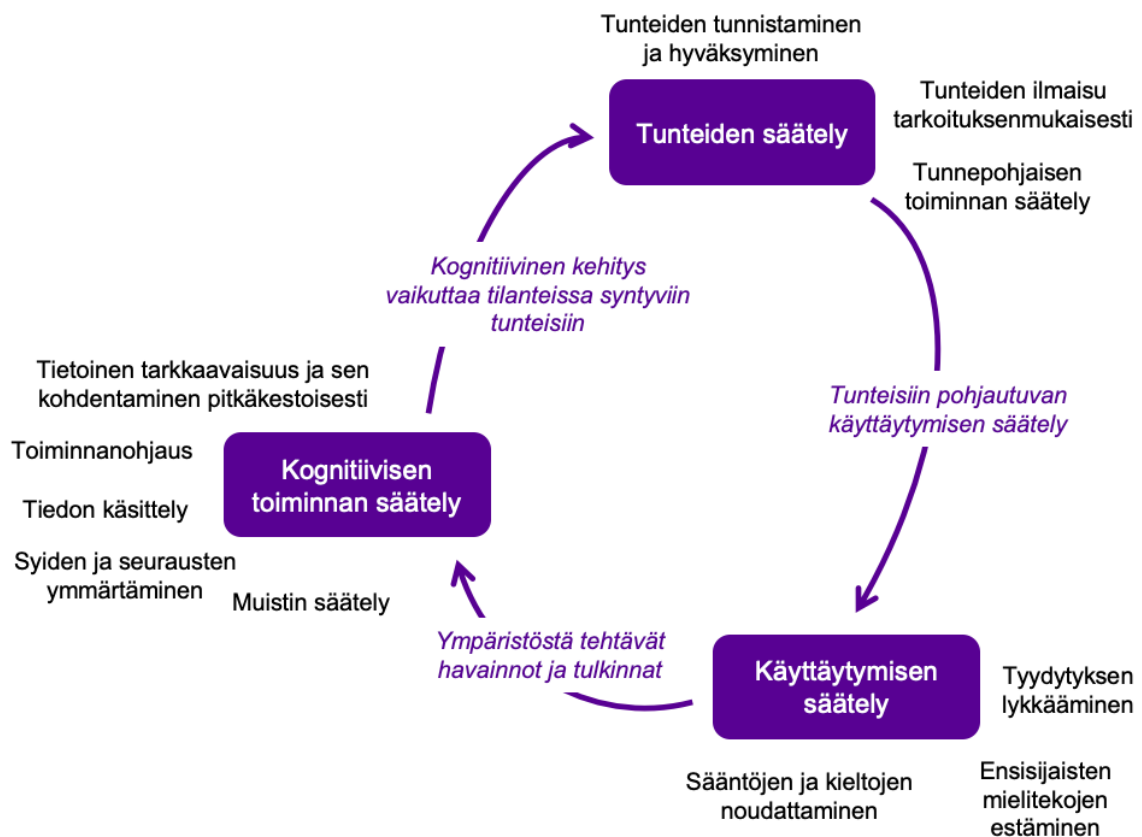 Tunteiden tunnistaminen
ja hyväksyminen
Tunteiden säätely
Tunteiden ilmaisu
tarkoituksenmukaisesti
Tunnepohjaisen
toiminnan säätely
Kognitiivinen kehitys
vaikuttaa tilanteissa syntyviin
tunteisiin
Tunteisiin pohjautuvan
käyttäytymisen säätely
Tietoinen tarkkaavaisuus ja sen
kohdentaminen pitkäkestoisesti
Toiminnanohjaus
Kognitiivisen
toiminnan säätely
Tiedon käsittely
Syiden ja seurausten
ymmärtäminen
Muistin säätely
Ympäristöstä tehtävät
havainnot ja tulkinnat
Käyttäytymisen
säätely
Tyydytyksen
lykkääminen
Sääntöjen ja kieltojen
noudattaminen
Ensisijaisten
mielitekojen
estäminen